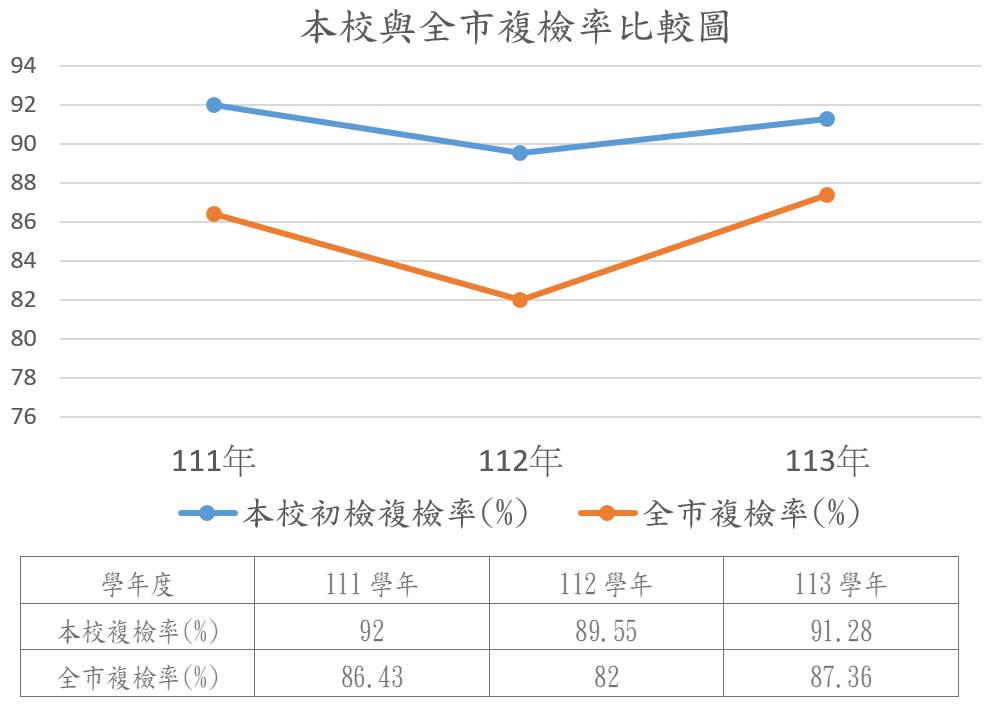 本校與全市複檢率比較圖
94
92
90
88
86
84
82
80
78
76
111年 112年 113年
本校初檢複檢率(%) 全市複檢率(%)
學年度 111 學年 112 學年 113 學年
本校複檢率(%) 92 89.55 91.28
全市複檢率(%) 86.43 82 87.36